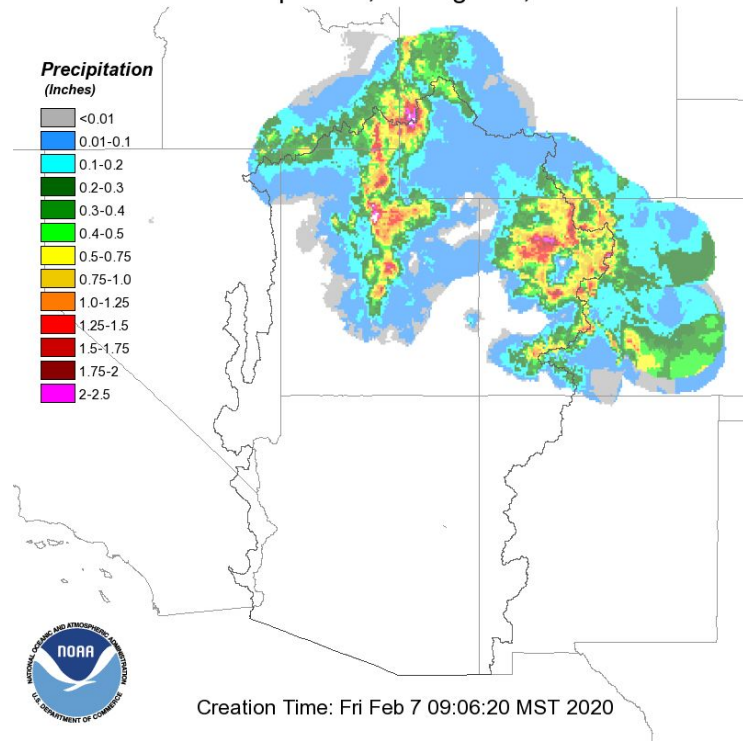 Precipitation
(Inches)
<0.01
0.01-0.1
0.1-0.2
0.2-0.3
0.3-0.4
0.4-0.5
0.5-0.75
0.75-1.0
1.0-1.25
1.25-1.5
1.5-1.75
1.75-2
2-2.5
NATIONAL OCEANIC AND ATMOSPHERIC ADMINISTRATION
NOAA
U.S. DEPARTMENT OF COMMERCE
Creation Time: Fri Feb 7 09:06:20 MST 2020